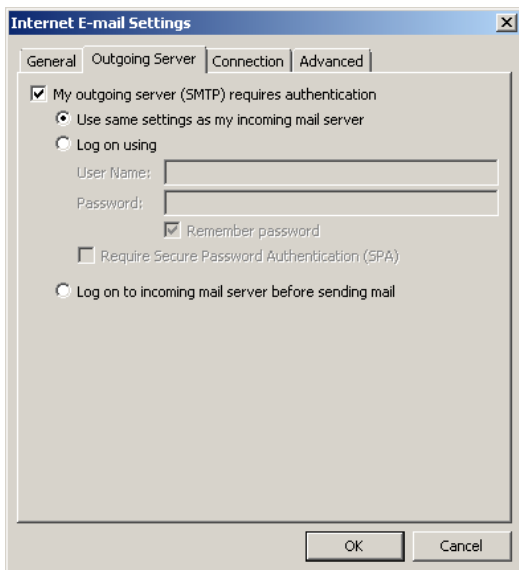 Internet E-mail Settings
General Outgoing Server Connection Advanced
My outgoing server (SMTP) requires authentication
Use same settings as my incoming mail server
Log on using
User Name:
Password:
Remember password
Require Secure Password Authentication (SPA)
Log on to incoming mail server before sending mail
OK Cancel